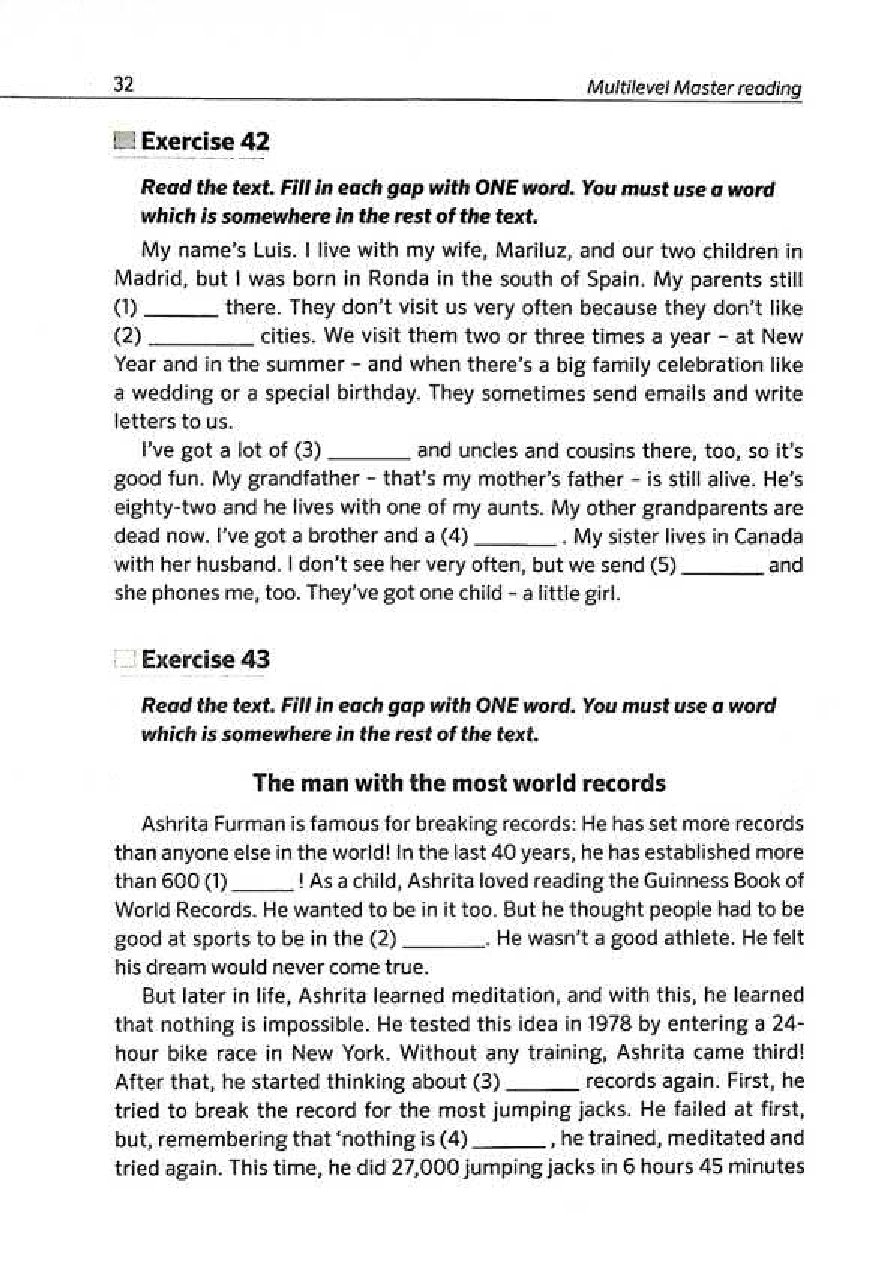 32
Multilevel Master reading
Exercise 42
Read the text. Fill in each gap with ONE word. You must use a word
which is somewhere in the rest of the text.
My name's Luis. I live with my wife, Mariluz, and our two children in
Madrid, but I was born in Ronda in the south of Spain. My parents still
(1) _______ there. They don't visit us very often because they don't like
(2) __________ cities. We visit them two or three times a year – at New
Year and in the summer – and when there's a big family celebration like
a wedding or a special birthday. They sometimes send emails and write
letters to us.
I've got a lot of (3) ________ and uncles and cousins there, too, so it's
good fun. My grandfather – that's my mother's father – is still alive. He's
eighty-two and he lives with one of my aunts. My other grandparents are
dead now. I've got a brother and a (4) ________ . My sister lives in Canada
with her husband. I don't see her very often, but we send (5) ________ and
she phones me, too. They've got one child – a little girl.
Exercise 43
Read the text. Fill in each gap with ONE word. You must use a word
which is somewhere in the rest of the text.
The man with the most world records
Ashrita Furman is famous for breaking records: He has set more records
than anyone else in the world! In the last 40 years, he has established more
than 600 (1) ______ ! As a child, Ashrita loved reading the Guinness Book of
World Records. He wanted to be in it too. But he thought people had to be
good at sports to be in the (2) ________. He wasn't a good athlete. He felt
his dream would never come true.
But later in life, Ashrita learned meditation, and with this, he learned
that nothing is impossible. He tested this idea in 1978 by entering a 24-
hour bike race in New York. Without any training, Ashrita came third!
After that, he started thinking about (3) _______ records again. First, he
tried to break the record for the most jumping jacks. He failed at first,
but, remembering that 'nothing is (4) _______ , he trained, meditated and
tried again. This time, he did 27,000 jumping jacks in 6 hours 45 minutes